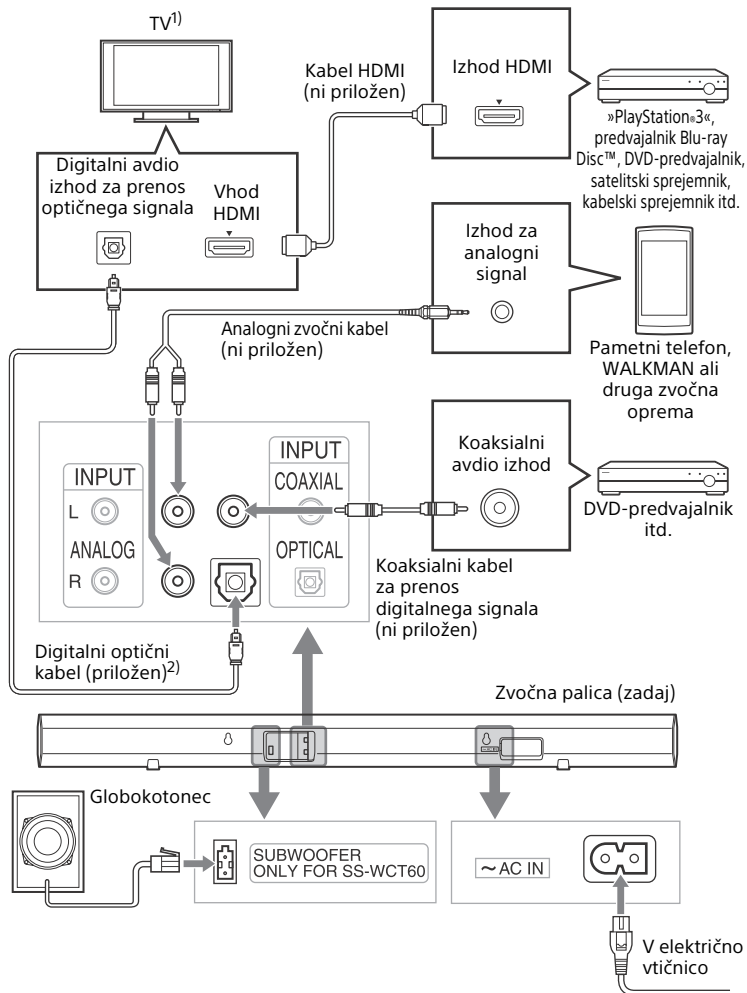 TV1)
Kabel HDMI
(ni priložen)
Izhod HDMI
»PlayStation®3«,
predvajalnik Blu-ray
Disc™, DVD-predvajalnik,
satelitski sprejemnik,
kabelski sprejemnik itd.
Digitalni avdio
izhod za prenos
optičnega signala
Vhod
HDMI
Izhod za
analogni
signal
Analogni zvočni kabel
(ni priložen)
Pametni telefon,
WALKMAN ali
druga zvočna
oprema
INPUT
L
ANALOG
R
INPUT
COAXIAL
OPTICAL
Koaksialni
avdio izhod
DVD-predvajalnik
itd.
Koaksialni kabel
za prenos
digitalnega signala
(ni priložen)
Digitalni optični
kabel (priložen)2)
Zvočna palica (zadaj)
Globokotonec
SUBWOOFER
ONLY FOR SS-WCT60
~ AC IN
V električno
vtičnico